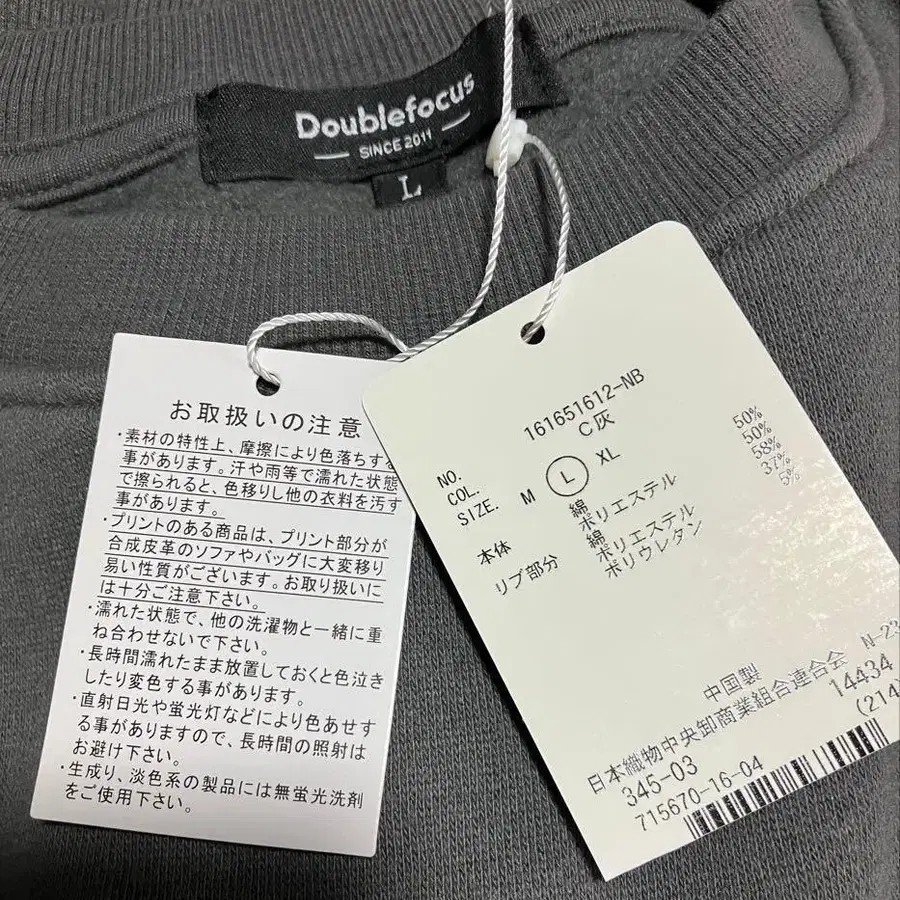 Doublefocus
SINCE 2011
L
お取扱いの注意
・素材の特性上、摩擦により色落ちする
事があります。汗や雨等で濡れた状態
で擦られると、色移りし他の衣料を汚す
事があります。
・プリントのある商品は、プリント部分が
合成皮革のソファやバッグに大変移り
易い性質がございます。お取り扱いに
は十分ご注意下さい。
・濡れた状態で、他の洗濯物と一緒に重
ね合わせないで下さい。
・長時間濡れたまま放置しておくと色泣き
したり変色する事があります。
・直射日光や蛍光灯などにより色あせす
る事がありますので、長時間の照射は
お避け下さい。
・生成り、淡色系の製品には無蛍光洗剤
をご使用下さい。
NO. 161651612-NB
COL. C灰
SIZE. M L XL
本体 綿 50%
ポリエステル 50%
リブ部分 綿 58%
ポリエステル 37%
ポリウレタン 5%
中国製 N-23
日本織物中央卸商業組合連合会 14434
345-03 (214)
715670-16-04